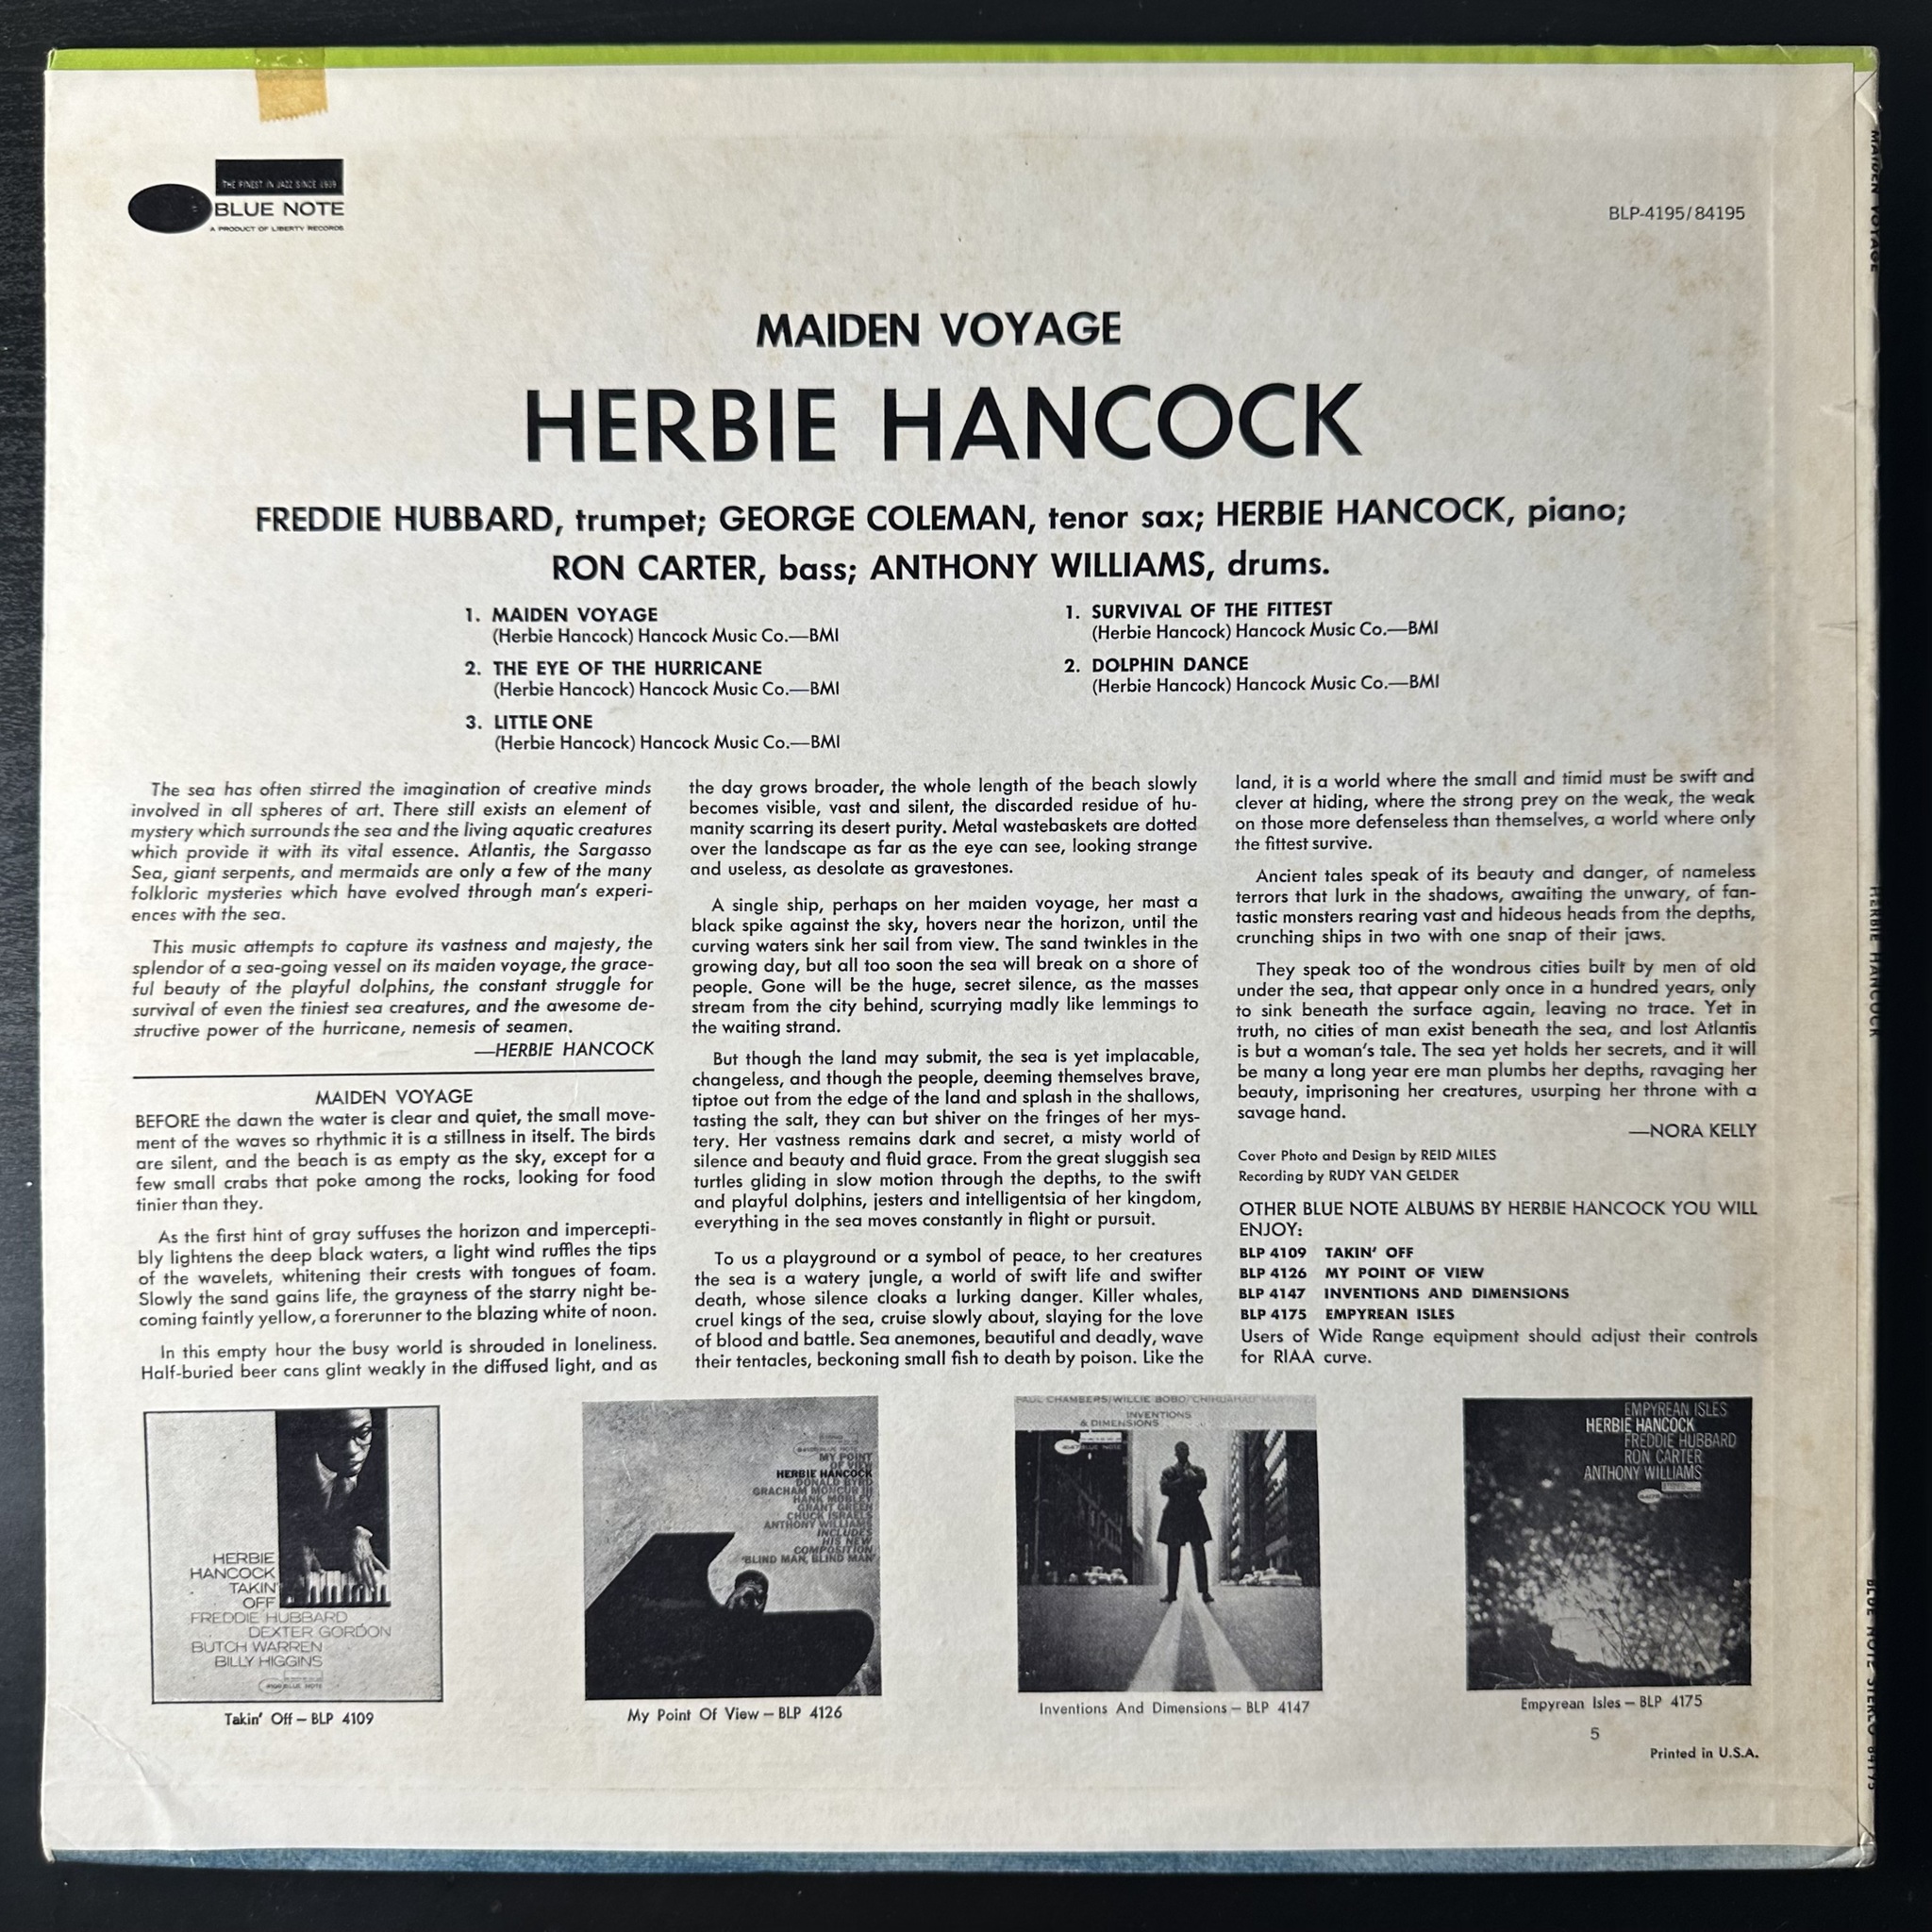 THE FINEST IN JAZZ SINCE 1939
BLUE NOTE
A PRODUCT OF LIBERTY RECORDS
BLP-4195/84195
MAIDEN VOYAGE
HERBIE HANCOCK
FREDDIE HUBBARD, trumpet; GEORGE COLEMAN, tenor sax; HERBIE HANCOCK, piano;
RON CARTER, bass; ANTHONY WILLIAMS, drums.
1. MAIDEN VOYAGE
(Herbie Hancock) Hancock Music Co.—BMI
2. THE EYE OF THE HURRICANE
(Herbie Hancock) Hancock Music Co.—BMI
3. LITTLE ONE
(Herbie Hancock) Hancock Music Co.—BMI
1. SURVIVAL OF THE FITTEST
(Herbie Hancock) Hancock Music Co.—BMI
2. DOLPHIN DANCE
(Herbie Hancock) Hancock Music Co.—BMI
The sea has often stirred the imagination of creative minds
involved in all spheres of art. There still exists an element of
mystery which surrounds the sea and the living aquatic creatures
which provide it with its vital essence. Atlantis, the Sargasso
Sea, giant serpents, and mermaids are only a few of the many
folkloric mysteries which have evolved through man's experi-
ences with the sea.
This music attempts to capture its vastness and majesty, the
splendor of a sea-going vessel on its maiden voyage, the grace-
ful beauty of the playful dolphins, the constant struggle for
survival of even the tiniest sea creatures, and the awesome de-
structive power of the hurricane, nemesis of seamen.
—HERBIE HANCOCK
MAIDEN VOYAGE
BEFORE the dawn the water is clear and quiet, the small move-
ment of the waves so rhythmic it is a stillness in itself. The birds
are silent, and the beach is as empty as the sky, except for a
few small crabs that poke among the rocks, looking for food
tinier than they.
As the first hint of gray suffuses the horizon and impercepti-
bly lightens the deep black waters, a light wind ruffles the tips
of the wavelets, whitening their crests with tongues of foam.
Slowly the sand gains life, the grayness of the starry night be-
coming faintly yellow, a forerunner to the blazing white of noon.
In this empty hour the busy world is shrouded in loneliness.
Half-buried beer cans glint weakly in the diffused light, and as
the day grows broader, the whole length of the beach slowly
becomes visible, vast and silent, the discarded residue of hu-
manity scarring its desert purity. Metal wastebaskets are dotted
over the landscape as far as the eye can see, looking strange
and useless, as desolate as gravestones.
A single ship, perhaps on her maiden voyage, her mast a
black spike against the sky, hovers near the horizon, until the
curving waters sink her sail from view. The sand twinkles in the
growing day, but all too soon the sea will break on a shore of
people. Gone will be the huge, secret silence, as the masses
stream from the city behind, scurrying madly like lemmings to
the waiting strand.
But though the land may submit, the sea is yet implacable,
changeless, and though the people, deeming themselves brave,
tiptoe out from the edge of the land and splash in the shallows,
tasting the salt, they can but shiver on the fringes of her mys-
tery. Her vastness remains dark and secret, a misty world of
silence and beauty and fluid grace. From the great sluggish sea
turtles gliding in slow motion through the depths, to the swift
and playful dolphins, jesters and intelligentsia of her kingdom,
everything in the sea moves constantly in flight or pursuit.
To us a playground or a symbol of peace, to her creatures
the sea is a watery jungle, a world of swift life and swifter
death, whose silence cloaks a lurking danger. Killer whales,
cruel kings of the sea, cruise slowly about, slaying for the love
of blood and battle. Sea anemones, beautiful and deadly, wave
their tentacles, beckoning small fish to death by poison. Like the
land, it is a world where the small and timid must be swift and
clever at hiding, where the strong prey on the weak, the weak
on those more defenseless than themselves, a world where only
the fittest survive.
Ancient tales speak of its beauty and danger, of nameless
terrors that lurk in the shadows, awaiting the unwary, of fan-
tastic monsters rearing vast and hideous heads from the depths,
crunching ships in two with one snap of their jaws.
They speak too of the wondrous cities built by men of old
under the sea, that appear only once in a hundred years, only
to sink beneath the surface again, leaving no trace. Yet in
truth, no cities of man exist beneath the sea, and lost Atlantis
is but a woman's tale. The sea yet holds her secrets, and it will
be many a long year ere man plumbs her depths, ravaging her
beauty, imprisoning her creatures, usurping her throne with a
savage hand.
—NORA KELLY
Cover Photo and Design by REID MILES
Recording by RUDY VAN GELDER
OTHER BLUE NOTE ALBUMS BY HERBIE HANCOCK YOU WILL
ENJOY:
BLP 4109 TAKIN' OFF
BLP 4126 MY POINT OF VIEW
BLP 4147 INVENTIONS AND DIMENSIONS
BLP 4175 EMPYREAN ISLES
Users of Wide Range equipment should adjust their controls
for RIAA curve.
HERBIE
HANCOCK
TAKIN'
OFF
FREDDIE HUBBARD
DEXTER GORDON
BUTCH WARREN
BILLY HIGGINS
BLUE NOTE
Takin' Off – BLP 4109
MY POINT
OF VIEW
HERBIE HANCOCK
DONALD BYRD
GRACHAM MONCUR III
HANK MOBLEY
GRANT GREEN
CHUCK ISRAELS
ANTHONY WILLIAMS
INCLUDES
HIS NEW
COMPOSITION
'BLIND MAN, BLIND MAN'
My Point Of View – BLP 4126
PAUL CHAMBERS/WILLIE BOBO/
INVENTIONS
& DIMENSIONS
BLUE NOTE
Inventions And Dimensions – BLP 4147
EMPYREAN ISLES
HERBIE HANCOCK
FREDDIE HUBBARD
RON CARTER
ANTHONY WILLIAMS
Empyrean Isles – BLP 4175
5
Printed in U.S.A.
MAIDEN VOYAGE
HERBIE HANCOCK
BLUE NOTE STEREO